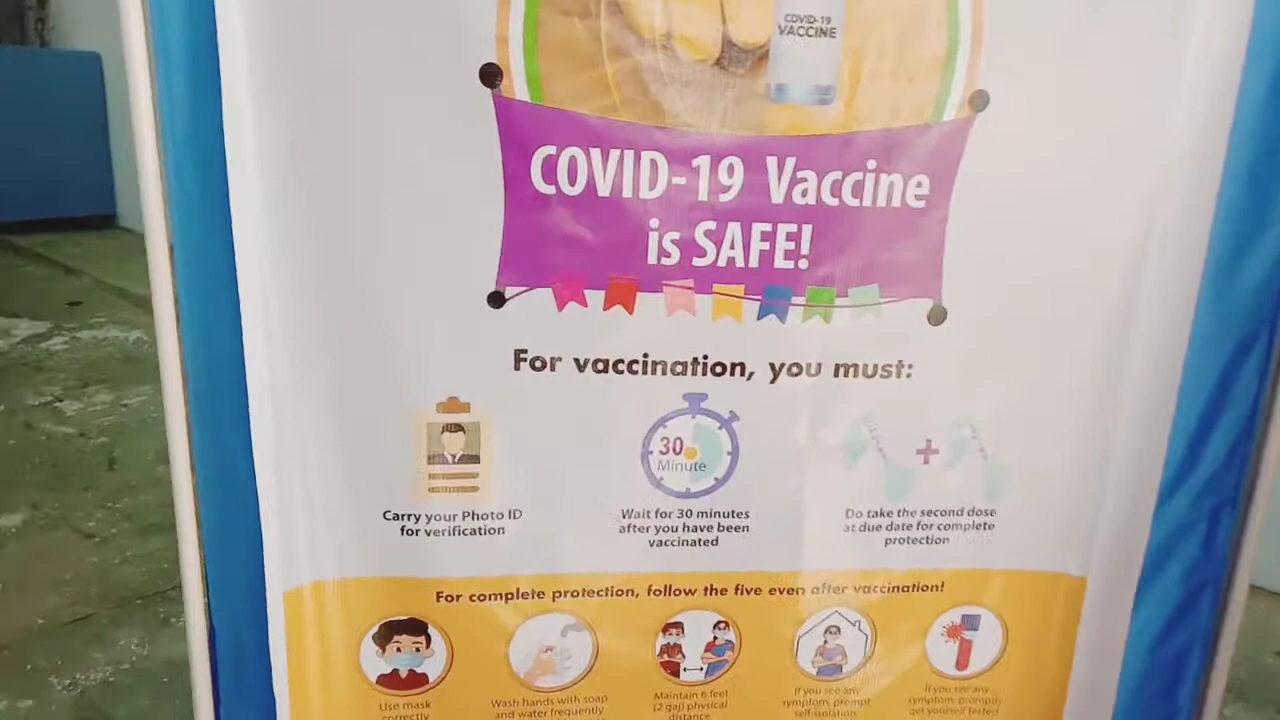 COVID-19
VACCINE
COVID-19 Vaccine
is SAFE!
For vaccination, you must:
30
Minute
Carry your Photo ID
for verification
Wait for 30 minutes
after you have been
vaccinated
Do take the second dose
at due date for complete
protection
For complete protection, follow the five even after vaccination!
Use mask
correctly
Wash hands with soap
and water frequently
Maintain 6 feet
(2 gaj) physical
distance
If you see any
symptom, prompt
self-isolation
If you see any
symptom, promptly
get yourself tested